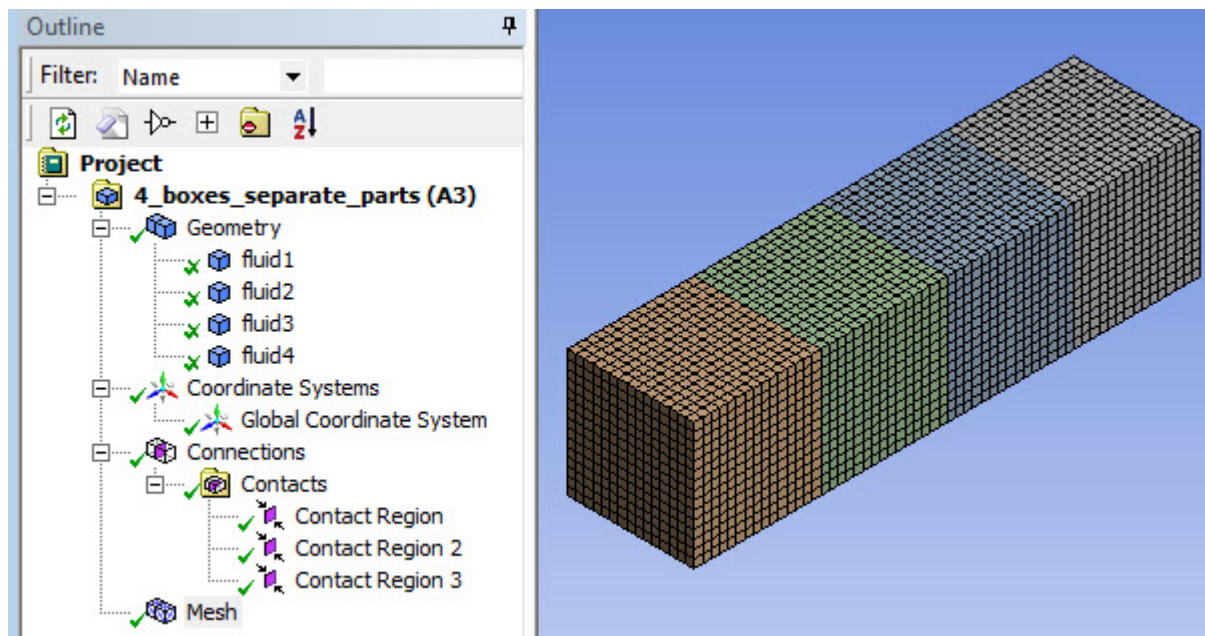 Outline
Filter: Name
Project
4_boxes_separate_parts (A3)
Geometry
fluid1
fluid2
fluid3
fluid4
Coordinate Systems
Global Coordinate System
Connections
Contacts
Contact Region
Contact Region 2
Contact Region 3
Mesh